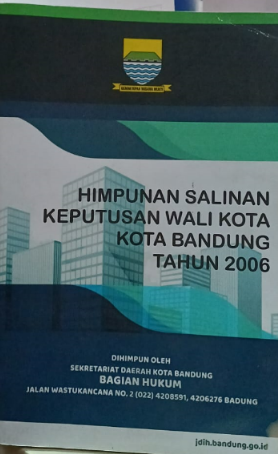 HIMPUNAN SALINAN
KEPUTUSAN WALI KOTA
KOTA BANDUNG
TAHUN 2006
DIHIMPUN OLEH
SEKRETARIAT DAERAH KOTA BANDUNG
BAGIAN HUKUM
JALAN WASTUKANCANA NO. 2 (022) 4208591, 4206276 BADUNG
jdih.bandung.go.id